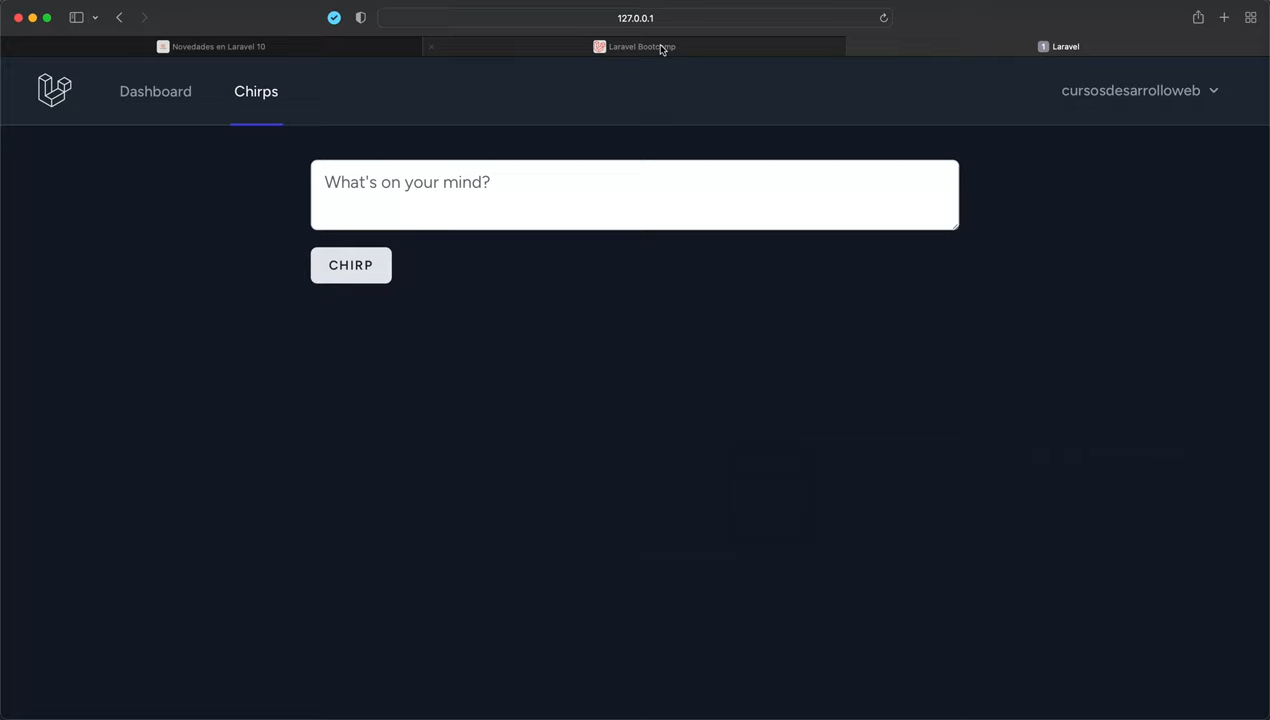 127.0.0.1
Novedades en Laravel 10
Laravel Bootcamp
1 Laravel
Dashboard
Chirps
cursosdesarrolloweb
What's on your mind?
CHIRP